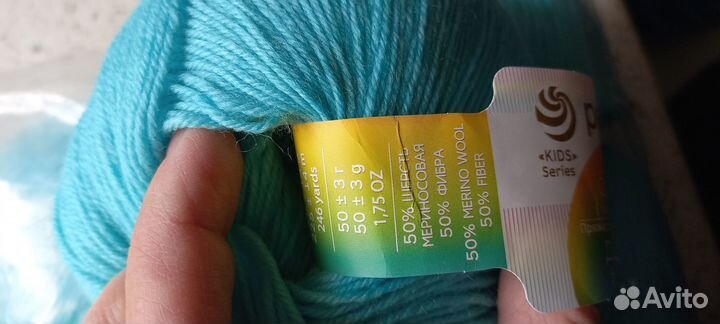 246 yards
50 ± 3 г
50 ± 3 g
1,75 OZ
50% ШЕРСТЬ
МЕРИНОСОВАЯ
50% ФИБРА
50% MERINO WOOL
50% FIBER
«KIDS»
Series
Avito